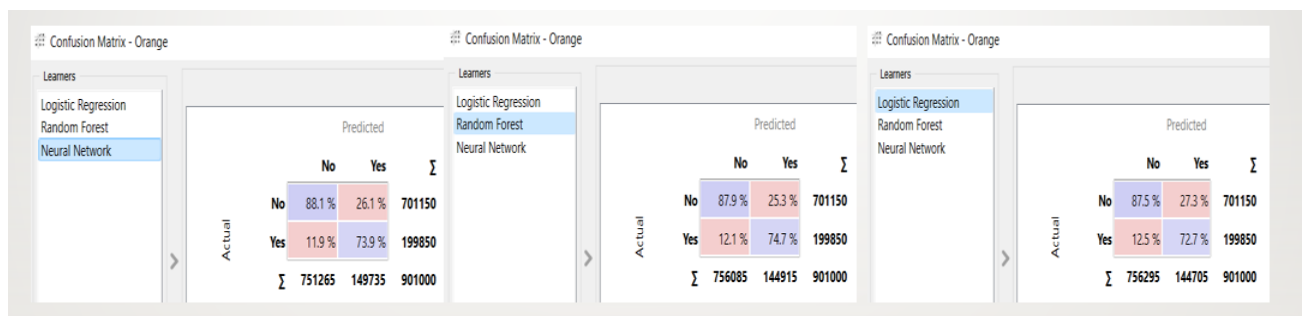 Confusion Matrix - Orange
Learners
Logistic Regression
Random Forest
Neural Network
Predicted
No Yes Σ
No 88.1 % 26.1 % 701150
Actual
Yes 11.9 % 73.9 % 199850
Σ 751265 149735 901000
Confusion Matrix - Orange
Learners
Logistic Regression
Random Forest
Neural Network
Predicted
No Yes Σ
No 87.9 % 25.3 % 701150
Actual
Yes 12.1 % 74.7 % 199850
Σ 756085 144915 901000
Confusion Matrix - Orange
Learners
Logistic Regression
Random Forest
Neural Network
Predicted
No Yes Σ
No 87.5 % 27.3 % 701150
Actual
Yes 12.5 % 72.7 % 199850
Σ 756295 144705 901000